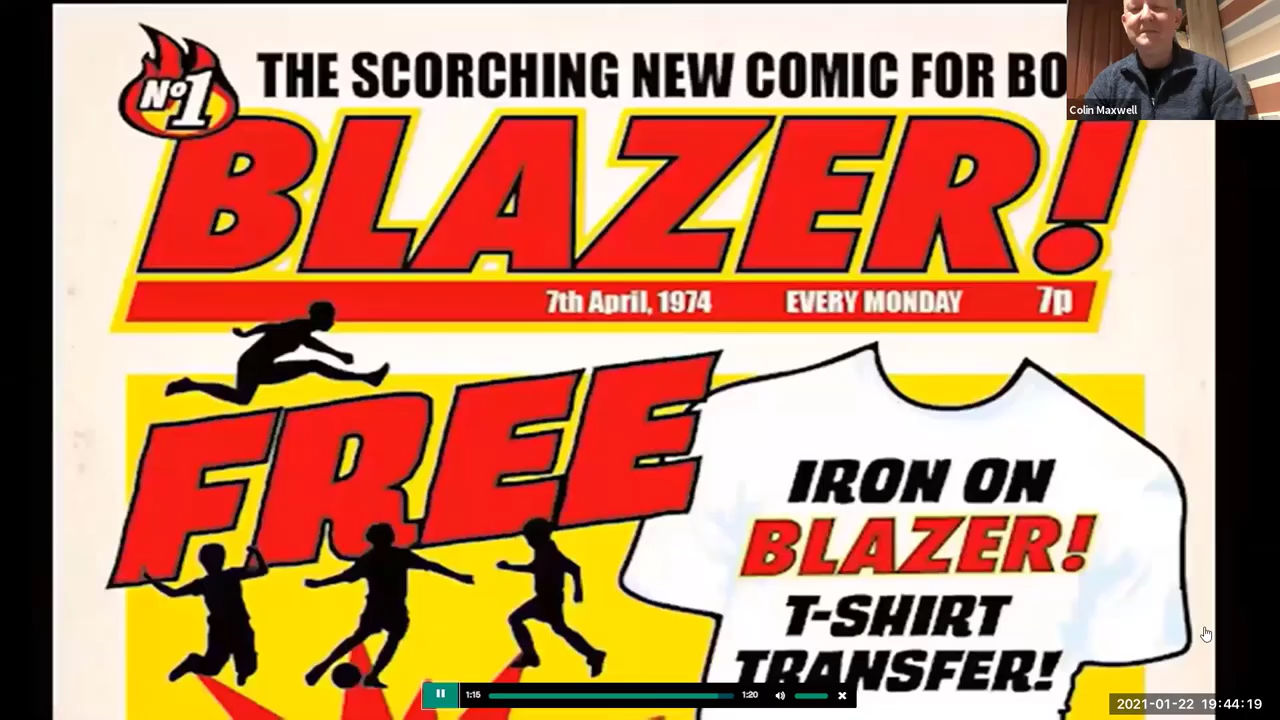 THE SCORCHING NEW COMIC FOR BO
Nº1
Colin Maxwell
BLAZER!
7th April, 1974 EVERY MONDAY 7p
FREE
IRON ON
BLAZER!
T-SHIRT
TRANSFER!
1:15 1:20
2021-01-22 19:44:19